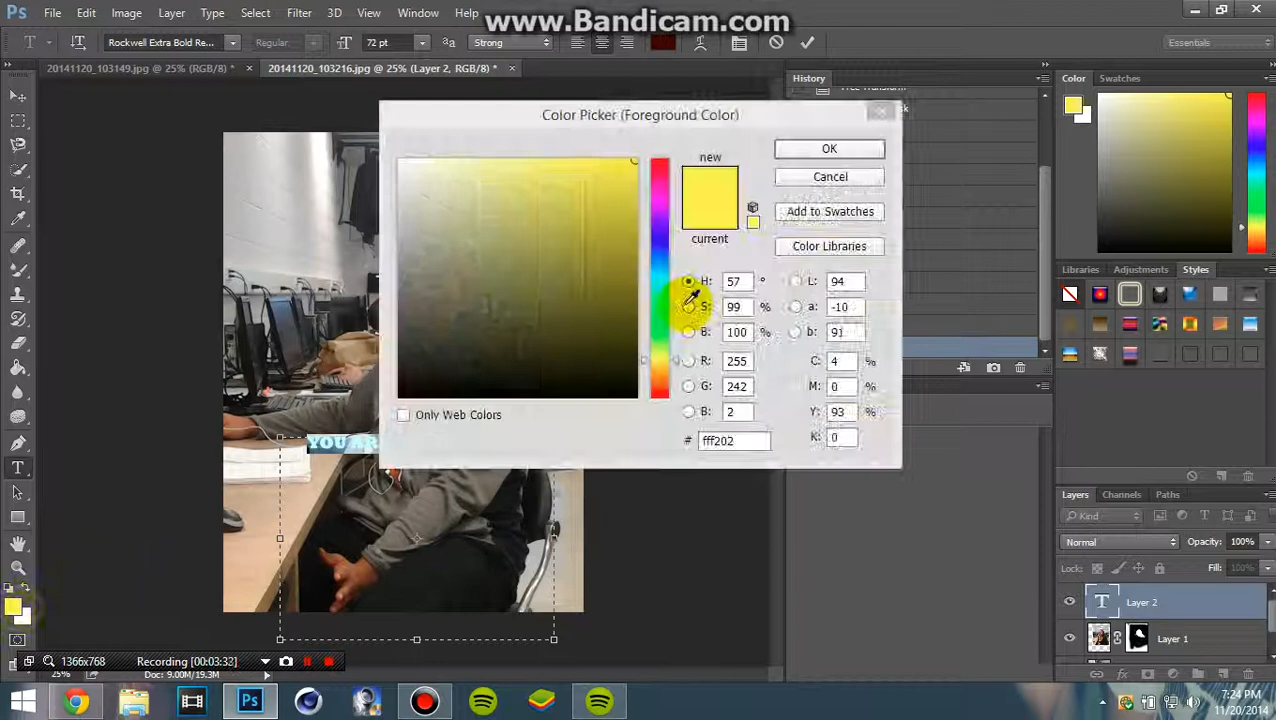 www.Bandicam.com
Ps File Edit Image Layer Type Select Filter 3D View Window Help
T Rockwell Extra Bold Re... Regular 72 pt Strong Essentials
20141120_103149.jpg @ 25% (RGB/8) * × 20141120_103216.jpg @ 25% (Layer 2, RGB/8) * ×
History
Color Swatches
Color Picker (Foreground Color)
new
OK
Cancel
Add to Swatches
current
Color Libraries
H: 57 ° L: 94
S: 99 % a: -10
B: 100 % b: 91
R: 255 C: 4 %
G: 242 M: 0 %
B: 2 Y: 93 %
# fff202 K: 0
Only Web Colors
Libraries Adjustments Styles
YOU AR
Layers Channels Paths
Kind
Normal Opacity: 100%
Locks: Fill: 100%
T Layer 2
Layer 1
1366x768 Recording [00:03:32]
25% Doc: 9.00M/19.3M
Ps
7:24 PM
11/20/2014